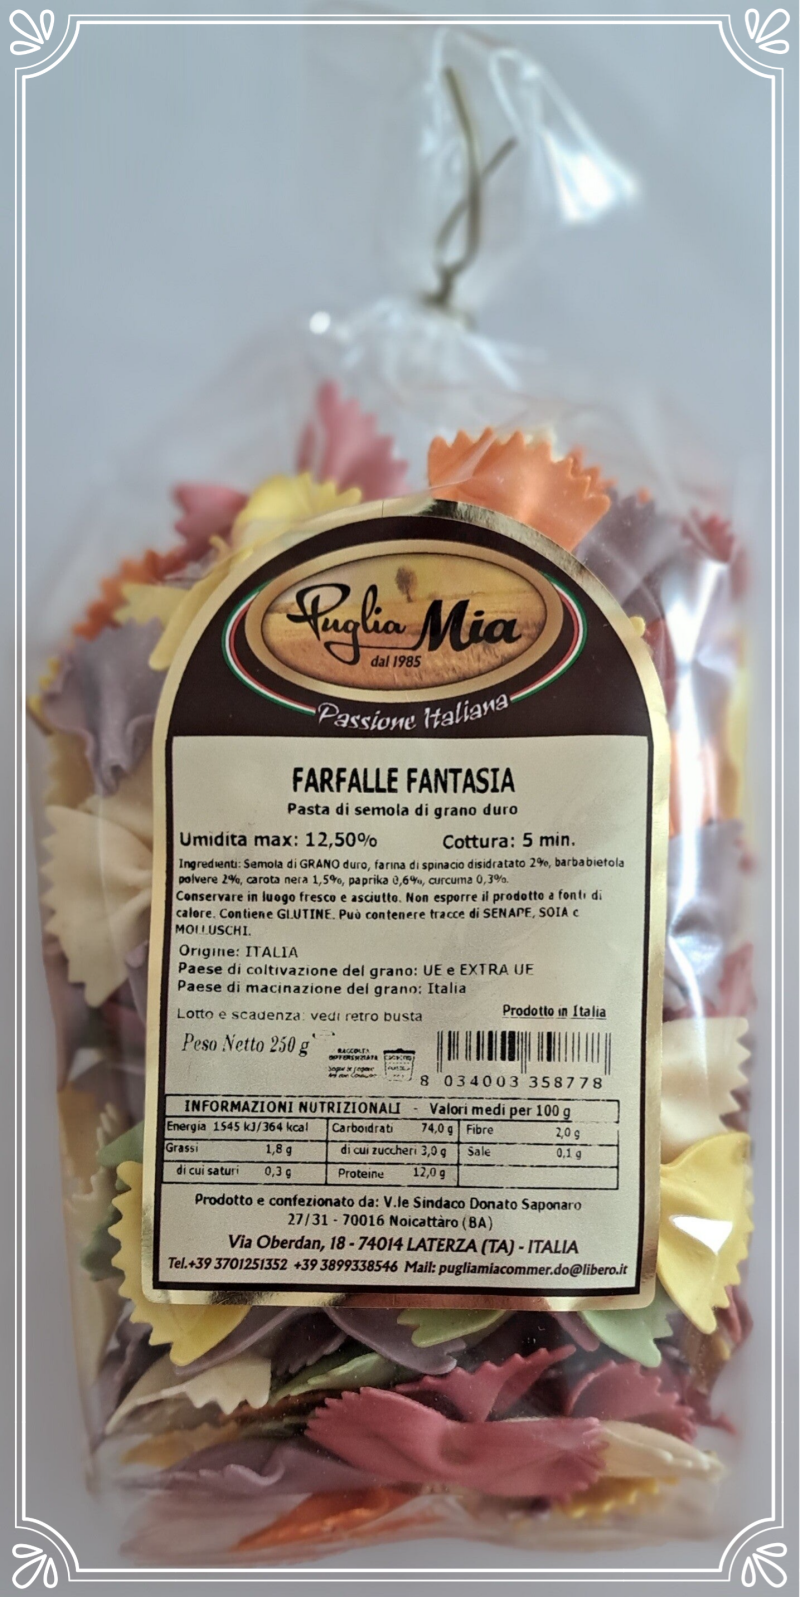 Puglia Mia
dal 1985
Passione Italiana
FARFALLE FANTASIA
Pasta di semola di grano duro
Umidita max: 12,50% Cottura: 5 min.
Ingredienti: Semola di GRANO duro, farina di spinacio disidratato 2%, barbabietola
polvere 2%, carota nera 1,5%, paprika 0,6%, curcuma 0,3%.
Conservare in luogo fresco e asciutto. Non esporre il prodotto a fonti di
calore. Contiene GLUTINE. Può contenere tracce di SENAPE, SOIA e
MOLLUSCHI.
Origine: ITALIA
Paese di coltivazione del grano: UE e EXTRA UE
Paese di macinazione del grano: Italia
Lotto e scadenza: vedi retro busta Prodotto in Italia
Peso Netto 250 g
RACCOLTA
DIFFERENZIATA
8 034003 358778
INFORMAZIONI NUTRIZIONALI - Valori medi per 100 g
Energia 1545 kJ/364 kcal Carboidrati 74,0 g Fibre 2,0 g
Grassi 1,8 g di cui zuccheri 3,0 g Sale 0,1 g
di cui saturi 0,3 g Proteine 12,0 g
Prodotto e confezionato da: V.le Sindaco Donato Saponaro
27/31 - 70016 Noicattàro (BA)
Via Oberdan, 18 - 74014 LATERZA (TA) - ITALIA
Tel.+39 3701251352 +39 3899338546 Mail: pugliamiacommer.do@libero.it